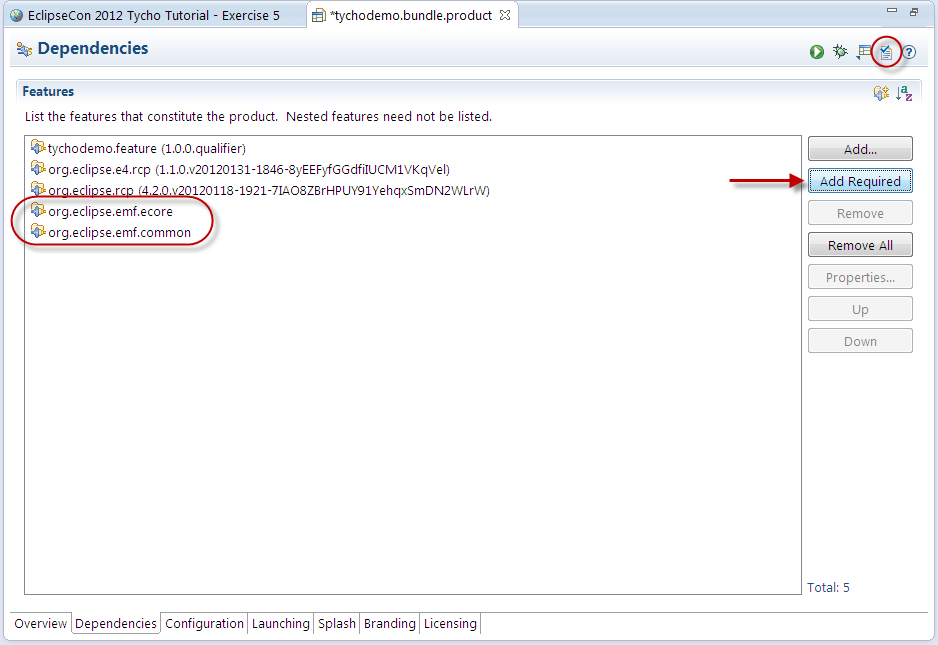 EclipseCon 2012 Tycho Tutorial - Exercise 5
*tychodemo.bundle.product
Dependencies
Features
List the features that constitute the product. Nested features need not be listed.
tychodemo.feature (1.0.0.qualifier)
org.eclipse.e4.rcp (1.1.0.v20120131-1846-8yEEFyfGGdfiIUCM1VKqVel)
org.eclipse.rcp (4.2.0.v20120118-1921-7IAO8ZBrHPUY91YehqxSmDN2WLrW)
org.eclipse.emf.ecore
org.eclipse.emf.common
Add...
Add Required
Remove
Remove All
Properties...
Up
Down
Total: 5
Overview Dependencies Configuration Launching Splash Branding Licensing